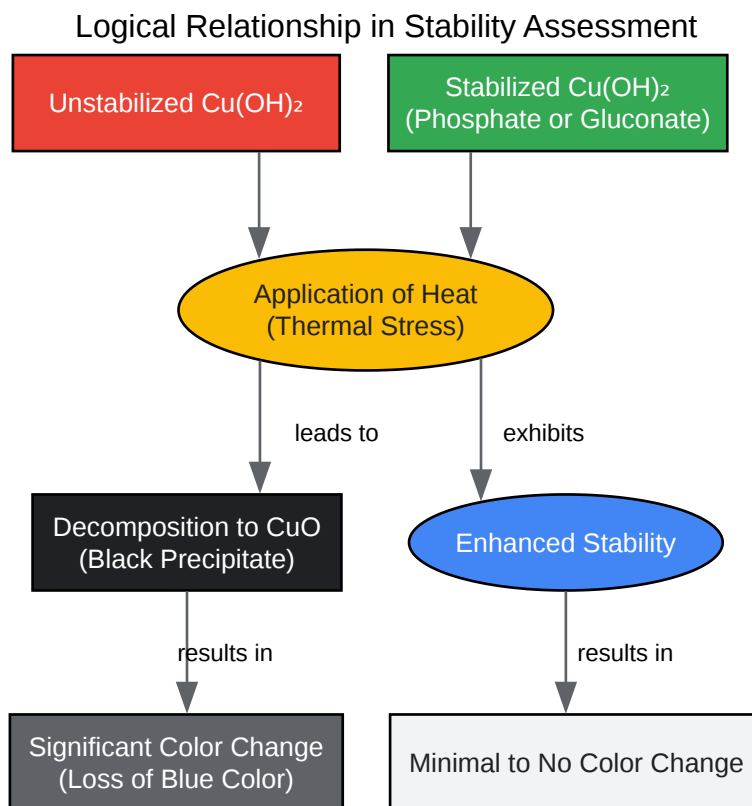 Logical Relationship in Stability Assessment
Unstabilized Cu(OH)₂
Stabilized Cu(OH)₂
(Phosphate or Gluconate)
Application of Heat
(Thermal Stress)
leads to
exhibits
Decomposition to CuO
(Black Precipitate)
Enhanced Stability
results in
results in
Significant Color Change
(Loss of Blue Color)
Minimal to No Color Change